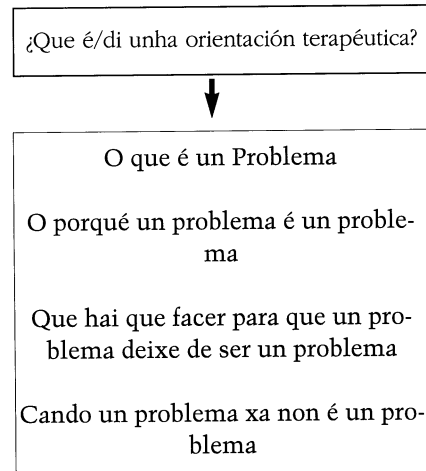 ¿Que é/di unha orientación terapéutica?
O que é un Problema
O porqué un problema é un proble-
ma
Que hai que facer para que un pro-
blema deixe de ser un problema
Cando un problema xa non é un pro-
blema